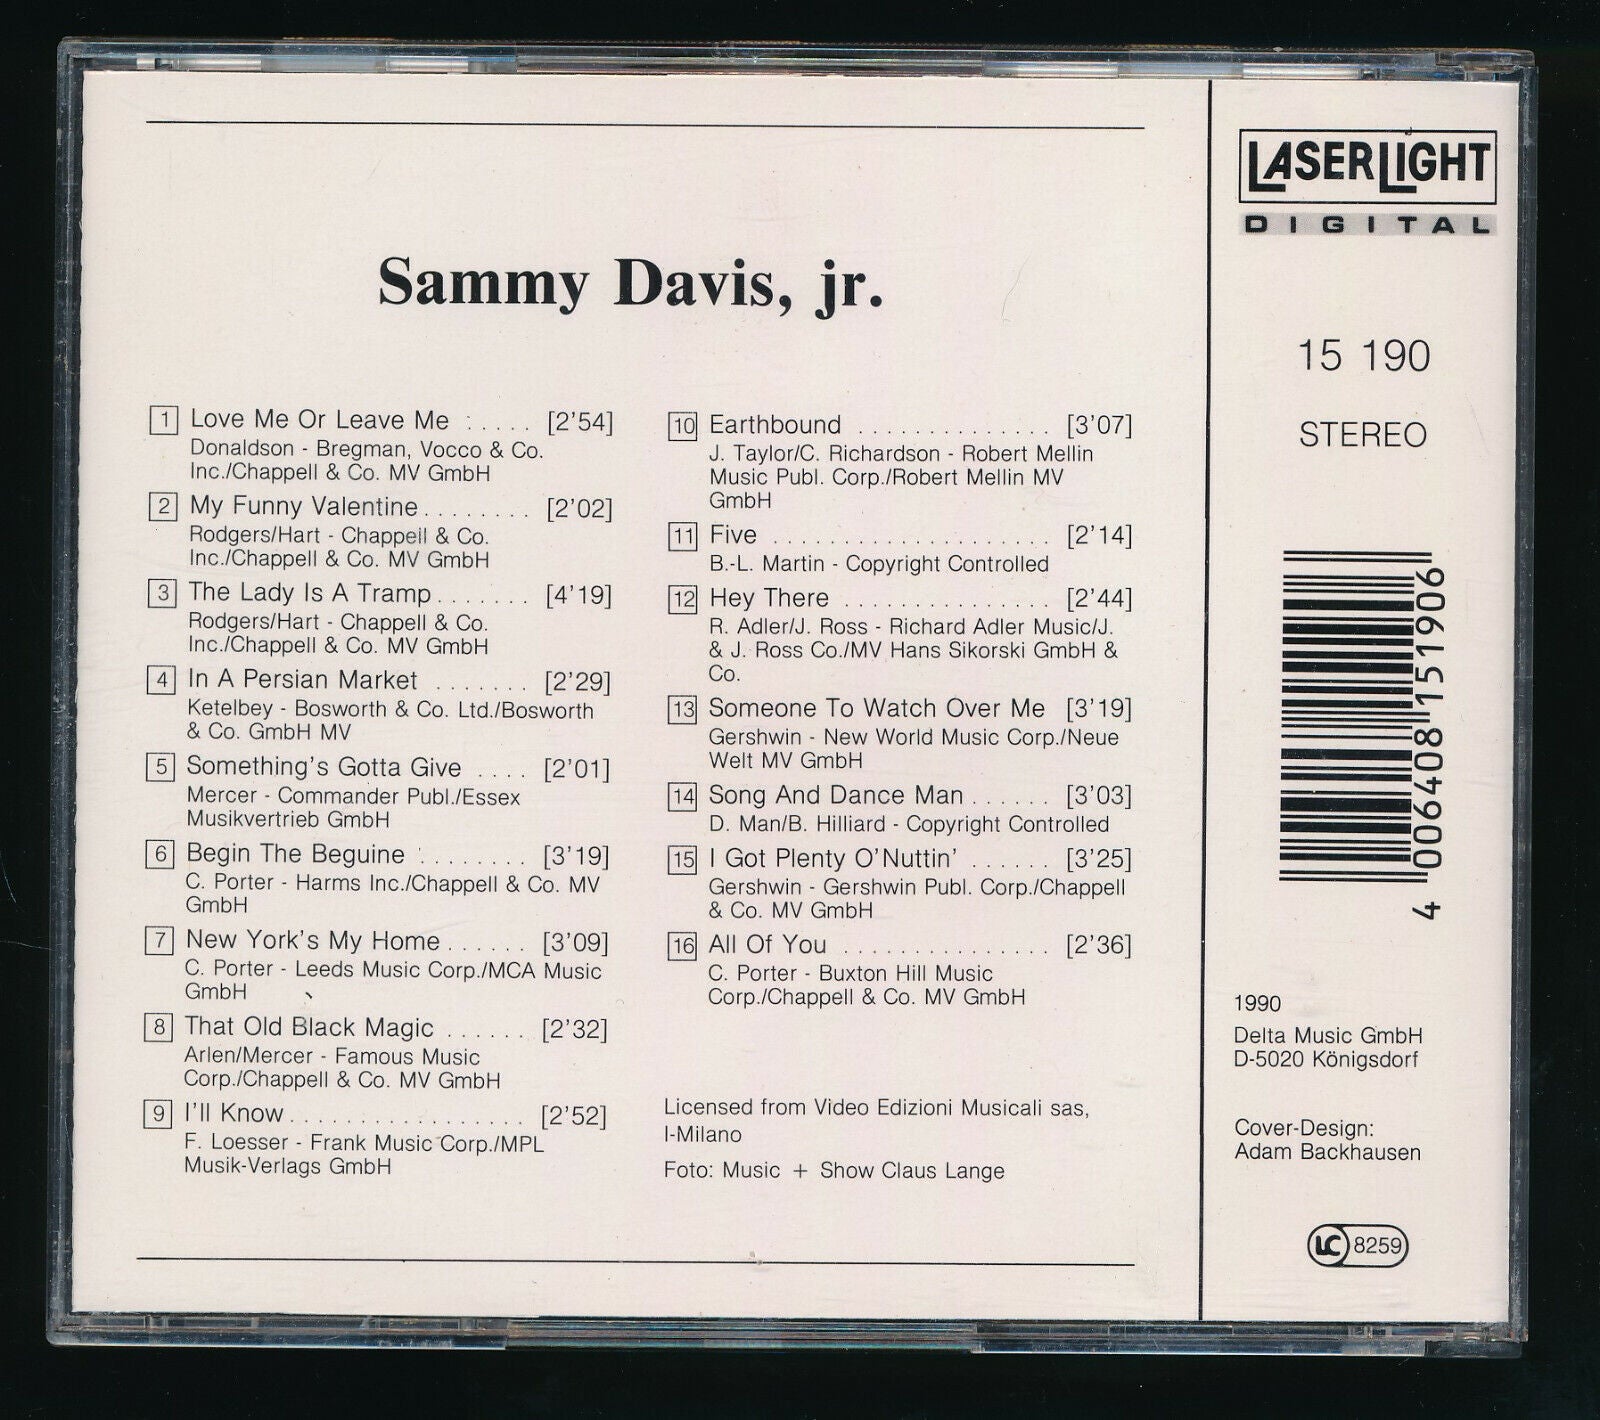 Sammy Davis, jr.
1 Love Me Or Leave Me ..... [2'54]
Donaldson - Bregman, Vocco & Co.
Inc./Chappell & Co. MV GmbH
2 My Funny Valentine........ [2'02]
Rodgers/Hart - Chappell & Co.
Inc./Chappell & Co. MV GmbH
3 The Lady Is A Tramp....... [4'19]
Rodgers/Hart - Chappell & Co.
Inc./Chappell & Co. MV GmbH
4 In A Persian Market ....... [2'29]
Ketelbey - Bosworth & Co. Ltd./Bosworth
& Co. GmbH MV
5 Something's Gotta Give .... [2'01]
Mercer - Commander Publ./Essex
Musikvertrieb GmbH
6 Begin The Beguine ........ [3'19]
C. Porter - Harms Inc./Chappell & Co. MV
GmbH
7 New York's My Home...... [3'09]
C. Porter - Leeds Music Corp./MCA Music
GmbH
8 That Old Black Magic ...... [2'32]
Arlen/Mercer - Famous Music
Corp./Chappell & Co. MV GmbH
9 I'll Know................. [2'52]
F. Loesser - Frank Music Corp./MPL
Musik-Verlags GmbH
10 Earthbound .............. [3'07]
J. Taylor/C. Richardson - Robert Mellin
Music Publ. Corp./Robert Mellin MV
GmbH
11 Five .................... [2'14]
B.-L. Martin - Copyright Controlled
12 Hey There ............... [2'44]
R. Adler/J. Ross - Richard Adler Music/J.
& J. Ross Co./MV Hans Sikorski GmbH &
Co.
13 Someone To Watch Over Me [3'19]
Gershwin - New World Music Corp./Neue
Welt MV GmbH
14 Song And Dance Man...... [3'03]
D. Man/B. Hilliard - Copyright Controlled
15 I Got Plenty O'Nuttin' ...... [3'25]
Gershwin - Gershwin Publ. Corp./Chappell
& Co. MV GmbH
16 All Of You ............... [2'36]
C. Porter - Buxton Hill Music
Corp./Chappell & Co. MV GmbH
Licensed from Video Edizioni Musicali sas,
I-Milano
Foto: Music + Show Claus Lange
LASERLIGHT
DIGITAL
15 190
STEREO
4 006408 151906
1990
Delta Music GmbH
D-5020 Königsdorf
Cover-Design:
Adam Backhausen
LC 8259